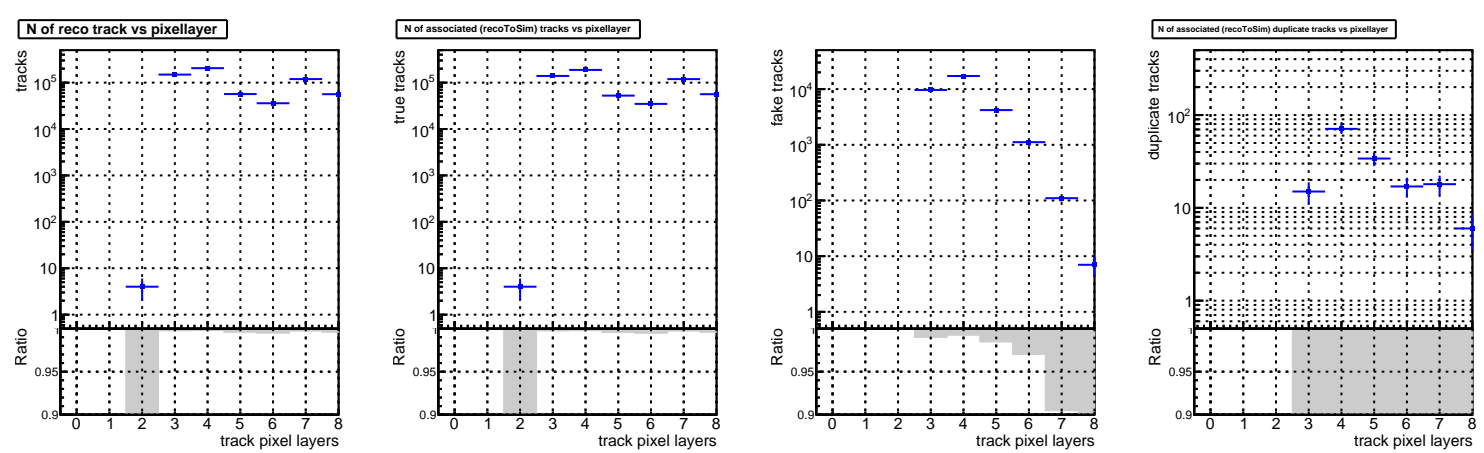 N of reco track vs pixellayer
tracks
10^5
10^4
10^3
10^2
10
1
Ratio
1
0.95
0.9
0 1 2 3 4 5 6 7 8
track pixel layers
N of associated (recoToSim) tracks vs pixellayer
true tracks
10^5
10^4
10^3
10^2
10
1
Ratio
1
0.95
0.9
0 1 2 3 4 5 6 7 8
track pixel layers
fake tracks
10^4
10^3
10^2
10
1
Ratio
1
0.95
0.9
0 1 2 3 4 5 6 7 8
track pixel layers
N of associated (recoToSim) duplicate tracks vs pixellayer
duplicate tracks
10^2
10
1
Ratio
1
0.95
0.9
0 1 2 3 4 5 6 7 8
track pixel layers